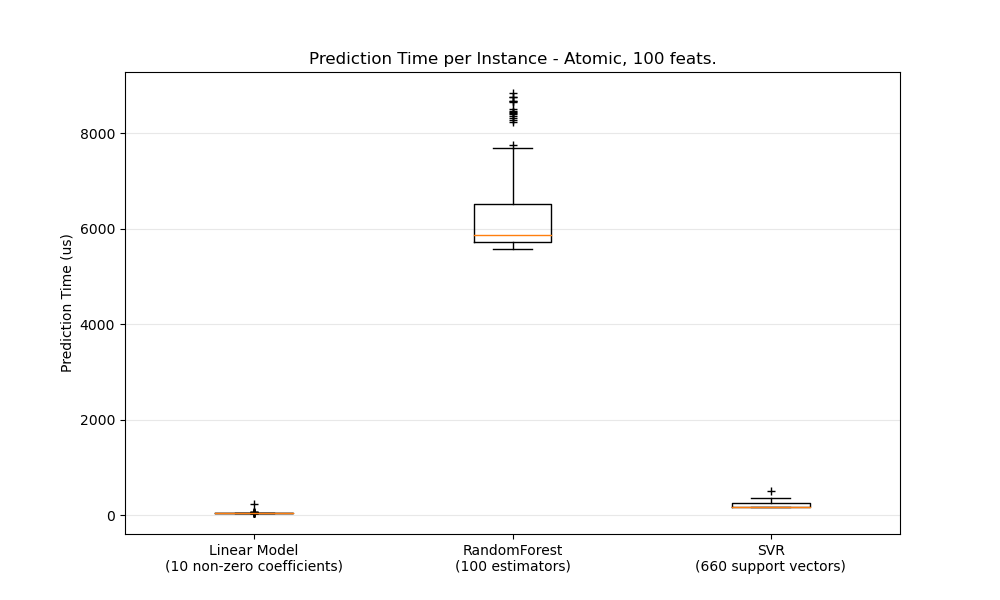 Prediction Time per Instance - Atomic, 100 feats.
Prediction Time (us)
8000
6000
4000
2000
0
Linear Model
(10 non-zero coefficients)
RandomForest
(100 estimators)
SVR
(660 support vectors)